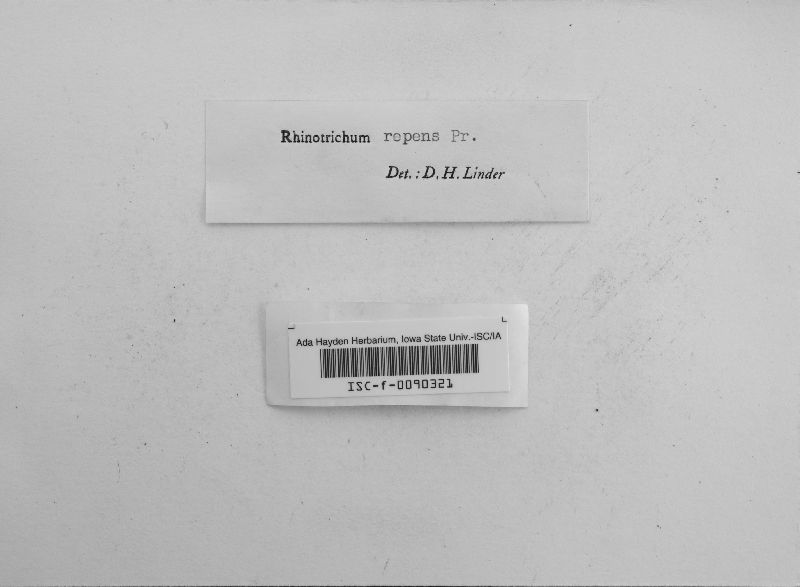 Rhinotrichum repens Pr.
Det.: D. H. Linder
Ada Hayden Herbarium, Iowa State Univ.-ISC/IA
ISC-f-0090321